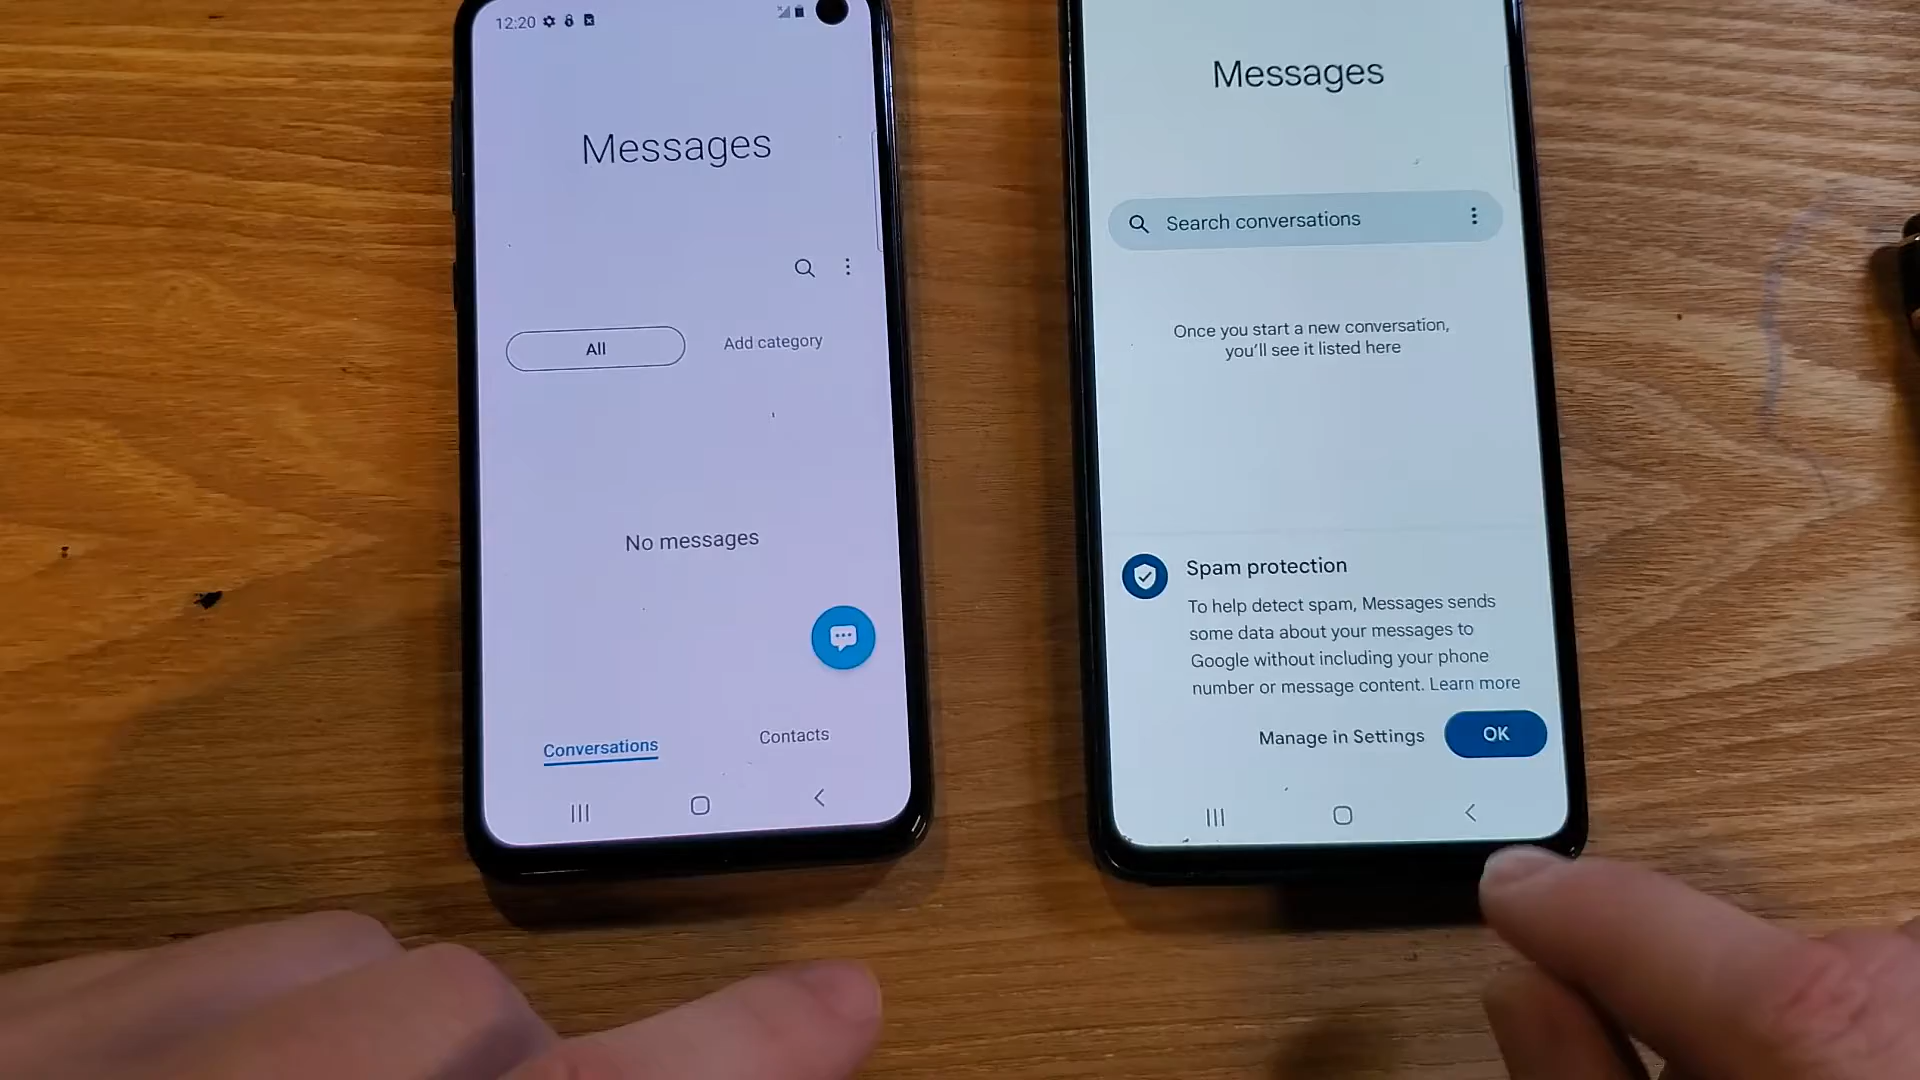 12:20
Messages
All
Add category
No messages
Conversations
Contacts
Messages
Search conversations
Once you start a new conversation,
you'll see it listed here
Spam protection
To help detect spam, Messages sends
some data about your messages to
Google without including your phone
number or message content. Learn more
Manage in Settings
OK